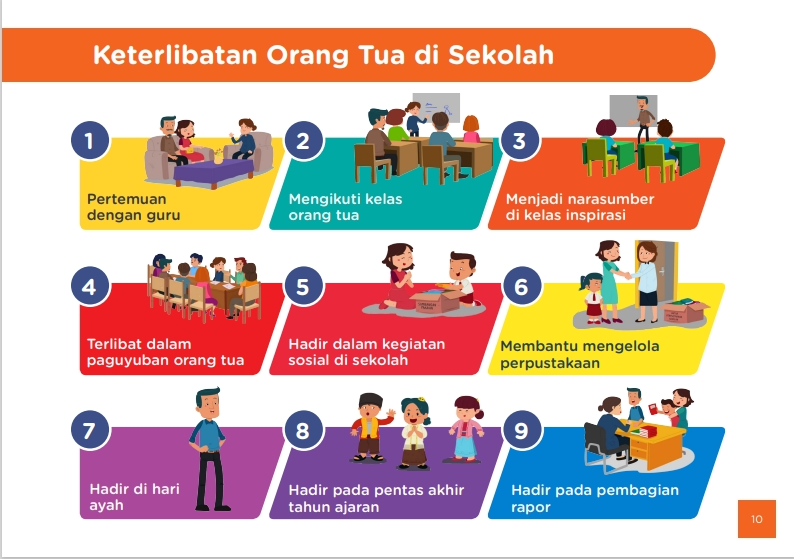 Keterlibatan Orang Tua di Sekolah
1
Pertemuan
dengan guru
2
Mengikuti kelas
orang tua
3
Menjadi narasumber
di kelas inspirasi
4
Terlibat dalam
paguyuban orang tua
5
Hadir dalam kegiatan
sosial di sekolah
6
Membantu mengelola
perpustakaan
7
Hadir di hari
ayah
8
Hadir pada pentas akhir
tahun ajaran
9
Hadir pada pembagian
rapor
10